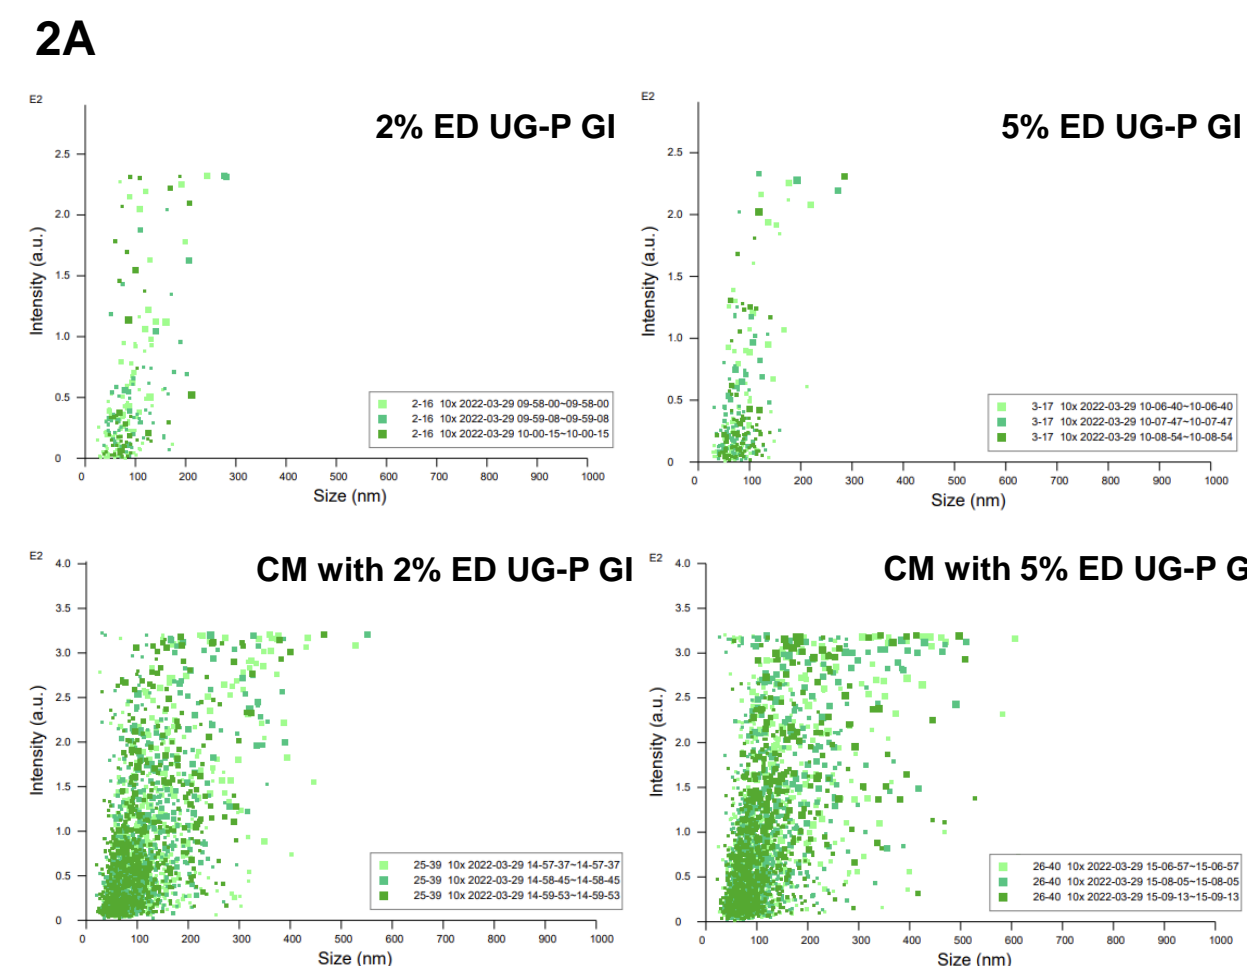 2A
E2
2% ED UG-P GI
2.5
2.0
1.5
1.0
0.5
0
Intensity (a.u.)
2-16 10x 2022-03-29 09-58-00~09-58-00
2-16 10x 2022-03-29 09-59-08~09-59-08
2-16 10x 2022-03-29 10-00-15~10-00-15
0 100 200 300 400 500 600 700 800 900 1000
Size (nm)
E2
5% ED UG-P GI
2.5
2.0
1.5
1.0
0.5
0
Intensity (a.u.)
3-17 10x 2022-03-29 10-06-40~10-06-40
3-17 10x 2022-03-29 10-07-47~10-07-47
3-17 10x 2022-03-29 10-08-54~10-08-54
0 100 200 300 400 500 600 700 800 900 1000
Size (nm)
E2
CM with 2% ED UG-P GI
4.0
3.5
3.0
2.5
2.0
1.5
1.0
0.5
0
Intensity (a.u.)
25-39 10x 2022-03-29 14-57-37~14-57-37
25-39 10x 2022-03-29 14-58-45~14-58-45
25-39 10x 2022-03-29 14-59-53~14-59-53
0 100 200 300 400 500 600 700 800 900 1000
Size (nm)
E2
CM with 5% ED UG-P G
4.0
3.5
3.0
2.5
2.0
1.5
1.0
0.5
0
Intensity (a.u.)
26-40 10x 2022-03-29 15-06-57~15-06-57
26-40 10x 2022-03-29 15-08-05~15-08-05
26-40 10x 2022-03-29 15-09-13~15-09-13
0 100 200 300 400 500 600 700 800 900 1000
Size (nm)